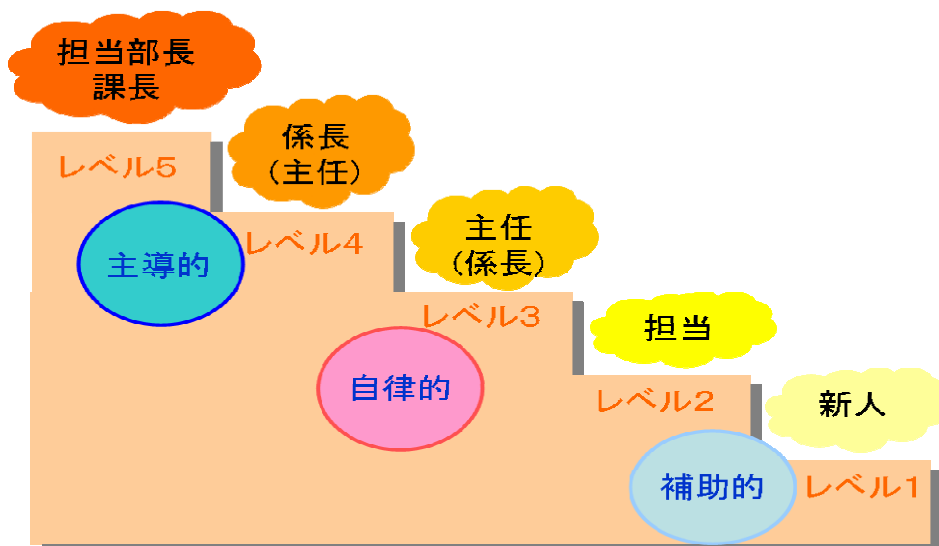 担当部長
課長
係長
(主任)
レベル5
主任
(係長)
レベル4
主導的
レベル3
担当
自律的
レベル2
新人
補助的
レベル1